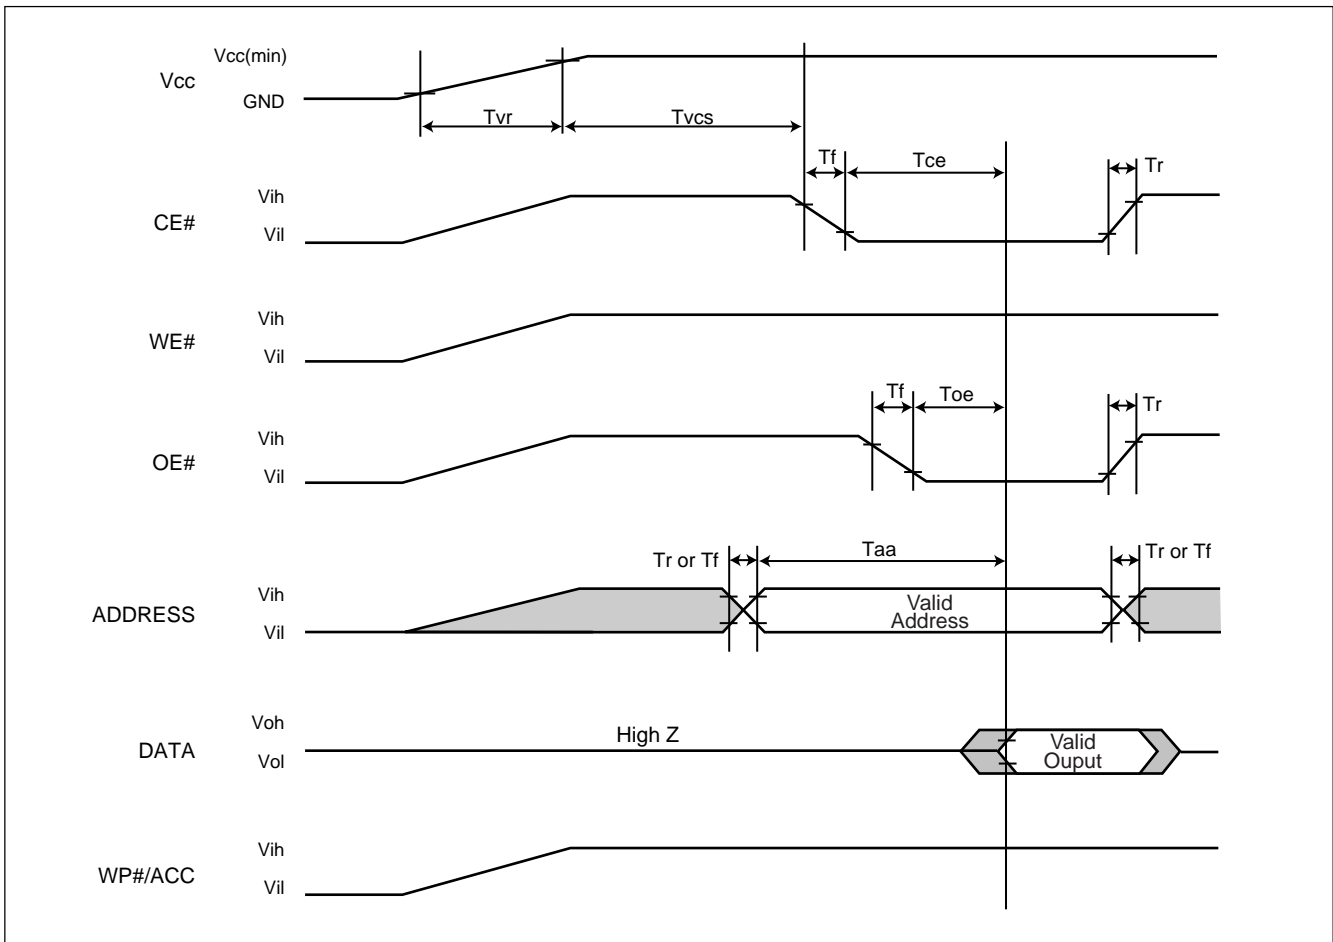 Vcc(min)
Vcc
GND
Tvr
Tvcs
Tf
Tce
Tr
Vih
CE#
Vil
Vih
WE#
Vil
Tf
Toe
Tr
Vih
OE#
Vil
Tr or Tf
Taa
Tr or Tf
Vih
ADDRESS
Vil
Valid
Address
Voh
DATA
Vol
High Z
Valid
Ouput
Vih
WP#/ACC
Vil